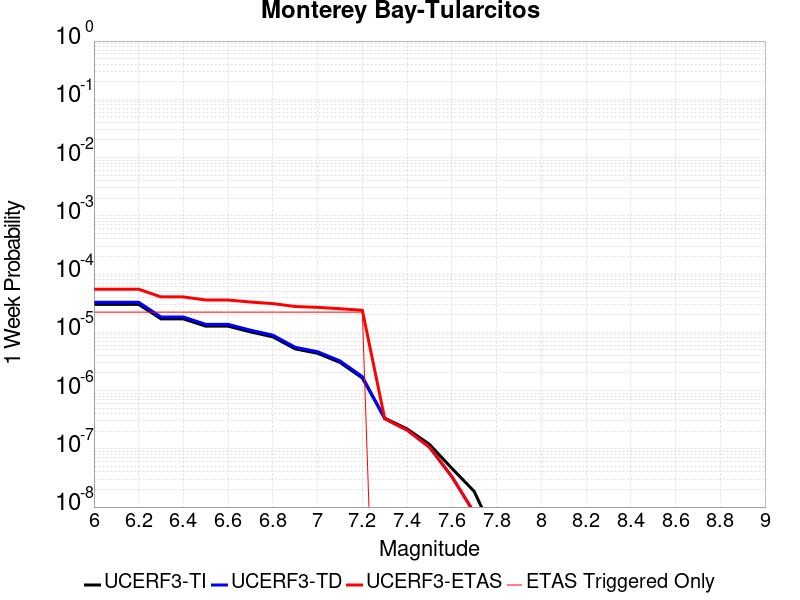 Monterey Bay-Tularcitos
10^0
10^-1
10^-2
10^-3
10^-4
10^-5
10^-6
10^-7
10^-8
1 Week Probability
6 6.2 6.4 6.6 6.8 7 7.2 7.4 7.6 7.8 8 8.2 8.4 8.6 8.8 9
Magnitude
UCERF3-TI UCERF3-TD UCERF3-ETAS ETAS Triggered Only